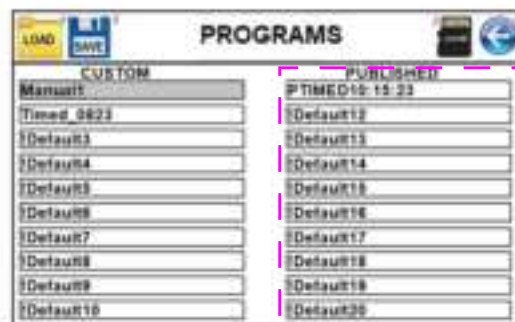 LOAD SAVE PROGRAMS
CUSTOM
Manual1
Timed_0823
!Default3
!Default4
!Default5
!Default6
!Default7
!Default8
!Default9
!Default10
PUBLISHED
PTIMED10:15:23
!Default12
!Default13
!Default14
!Default15
!Default16
!Default17
!Default18
!Default19
!Default20